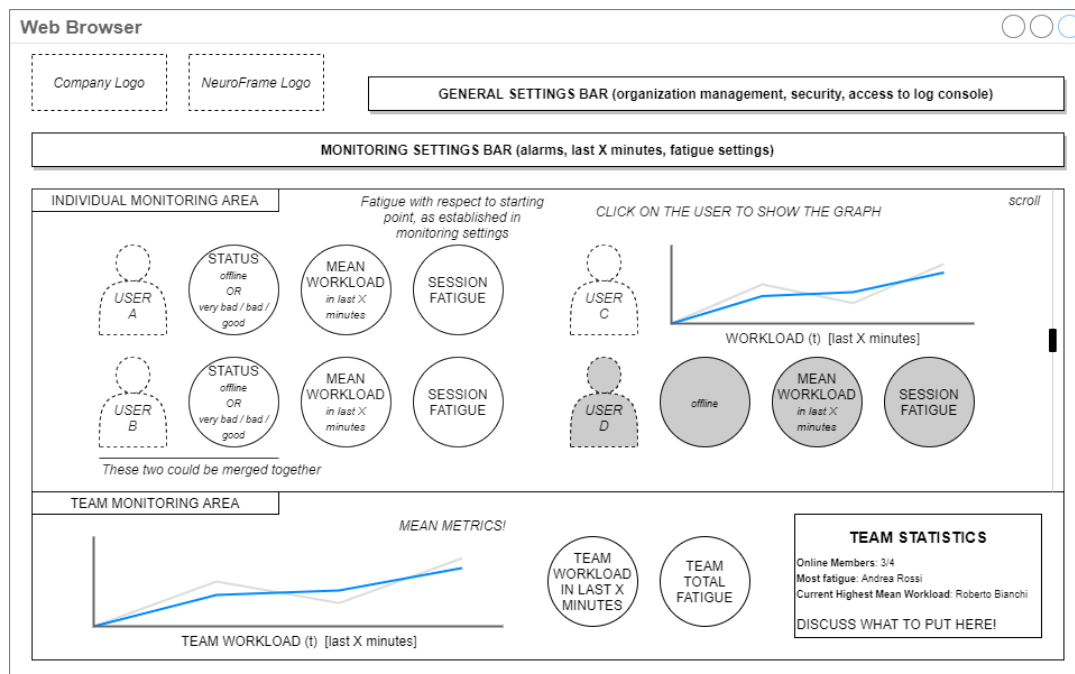 Web Browser
Company Logo
NeuroFrame Logo
GENERAL SETTINGS BAR (organization management, security, access to log console)
MONITORING SETTINGS BAR (alarms, last X minutes, fatigue settings)
INDIVIDUAL MONITORING AREA
Fatigue with respect to starting
point, as established in
monitoring settings
CLICK ON THE USER TO SHOW THE GRAPH
scroll
USER
A
STATUS
offline
OR
very bad / bad /
good
MEAN
WORKLOAD
in last X
minutes
SESSION
FATIGUE
USER
C
WORKLOAD (t) [last X minutes]
USER
B
STATUS
offline
OR
very bad / bad /
good
MEAN
WORKLOAD
in last X
minutes
SESSION
FATIGUE
USER
D
offline
MEAN
WORKLOAD
in last X
minutes
SESSION
FATIGUE
These two could be merged together
TEAM MONITORING AREA
MEAN METRICS!
TEAM WORKLOAD (t) [last X minutes]
TEAM
WORKLOAD
IN LAST X
MINUTES
TEAM
TOTAL
FATIGUE
TEAM STATISTICS
Online Members: 3/4
Most fatigue: Andrea Rossi
Current Highest Mean Workload: Roberto Bianchi
DISCUSS WHAT TO PUT HERE!